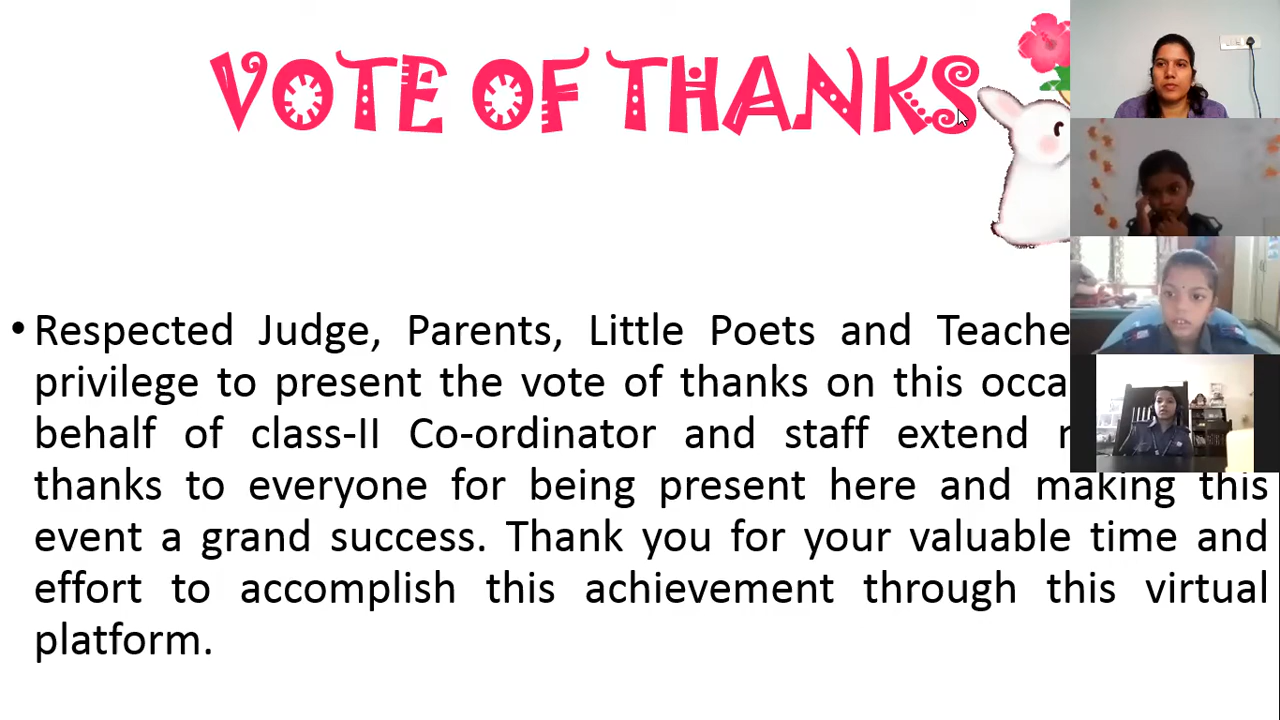 VOTE OF THANKS
• Respected Judge, Parents, Little Poets and
privilege to present the vote of thanks on this
behalf of class-II Co-ordinator and staff extend
thanks to everyone for being present here and making this
event a grand success. Thank you for your valuable time and
effort to accomplish this achievement through this virtual
platform.